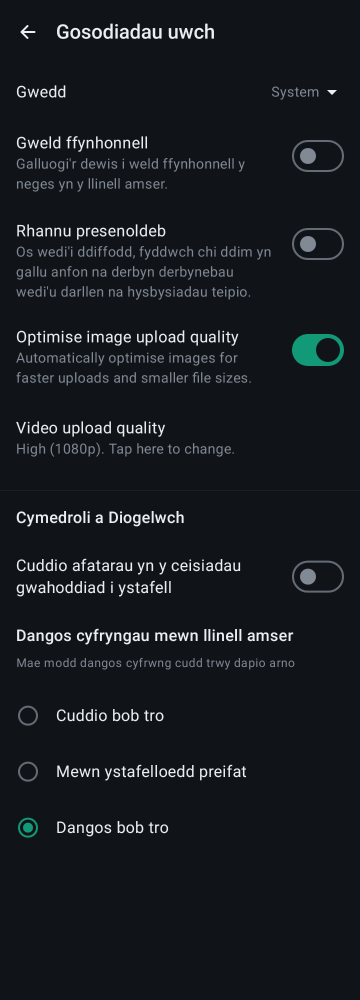 Gosodiadau uwch
Gwedd
System
Gweld ffynhonnell
Galluogi'r dewis i weld ffynhonell y
neges yn y llinell amser.
Rhannu presenoldeb
Os wedi'i ddiffodd, fyddwch chi ddim yn
gallu anfon na derbyn derbynebau
wedi'u darllen na hysbysiadau teipio.
Optimise image upload quality
Automatically optimise images for
faster uploads and smaller file sizes.
Video upload quality
High (1080p). Tap here to change.
Cymedroli a Diogelwch
Cuddio afatarau yn y ceisiadau
gwahoddiad i ystafell
Dangos cyfryngau mewn llinell amser
Mae modd dangos cyfrwng cudd trwy dapio arno
Cuddio bob tro
Mewn ystafelloedd preifat
Dangos bob tro